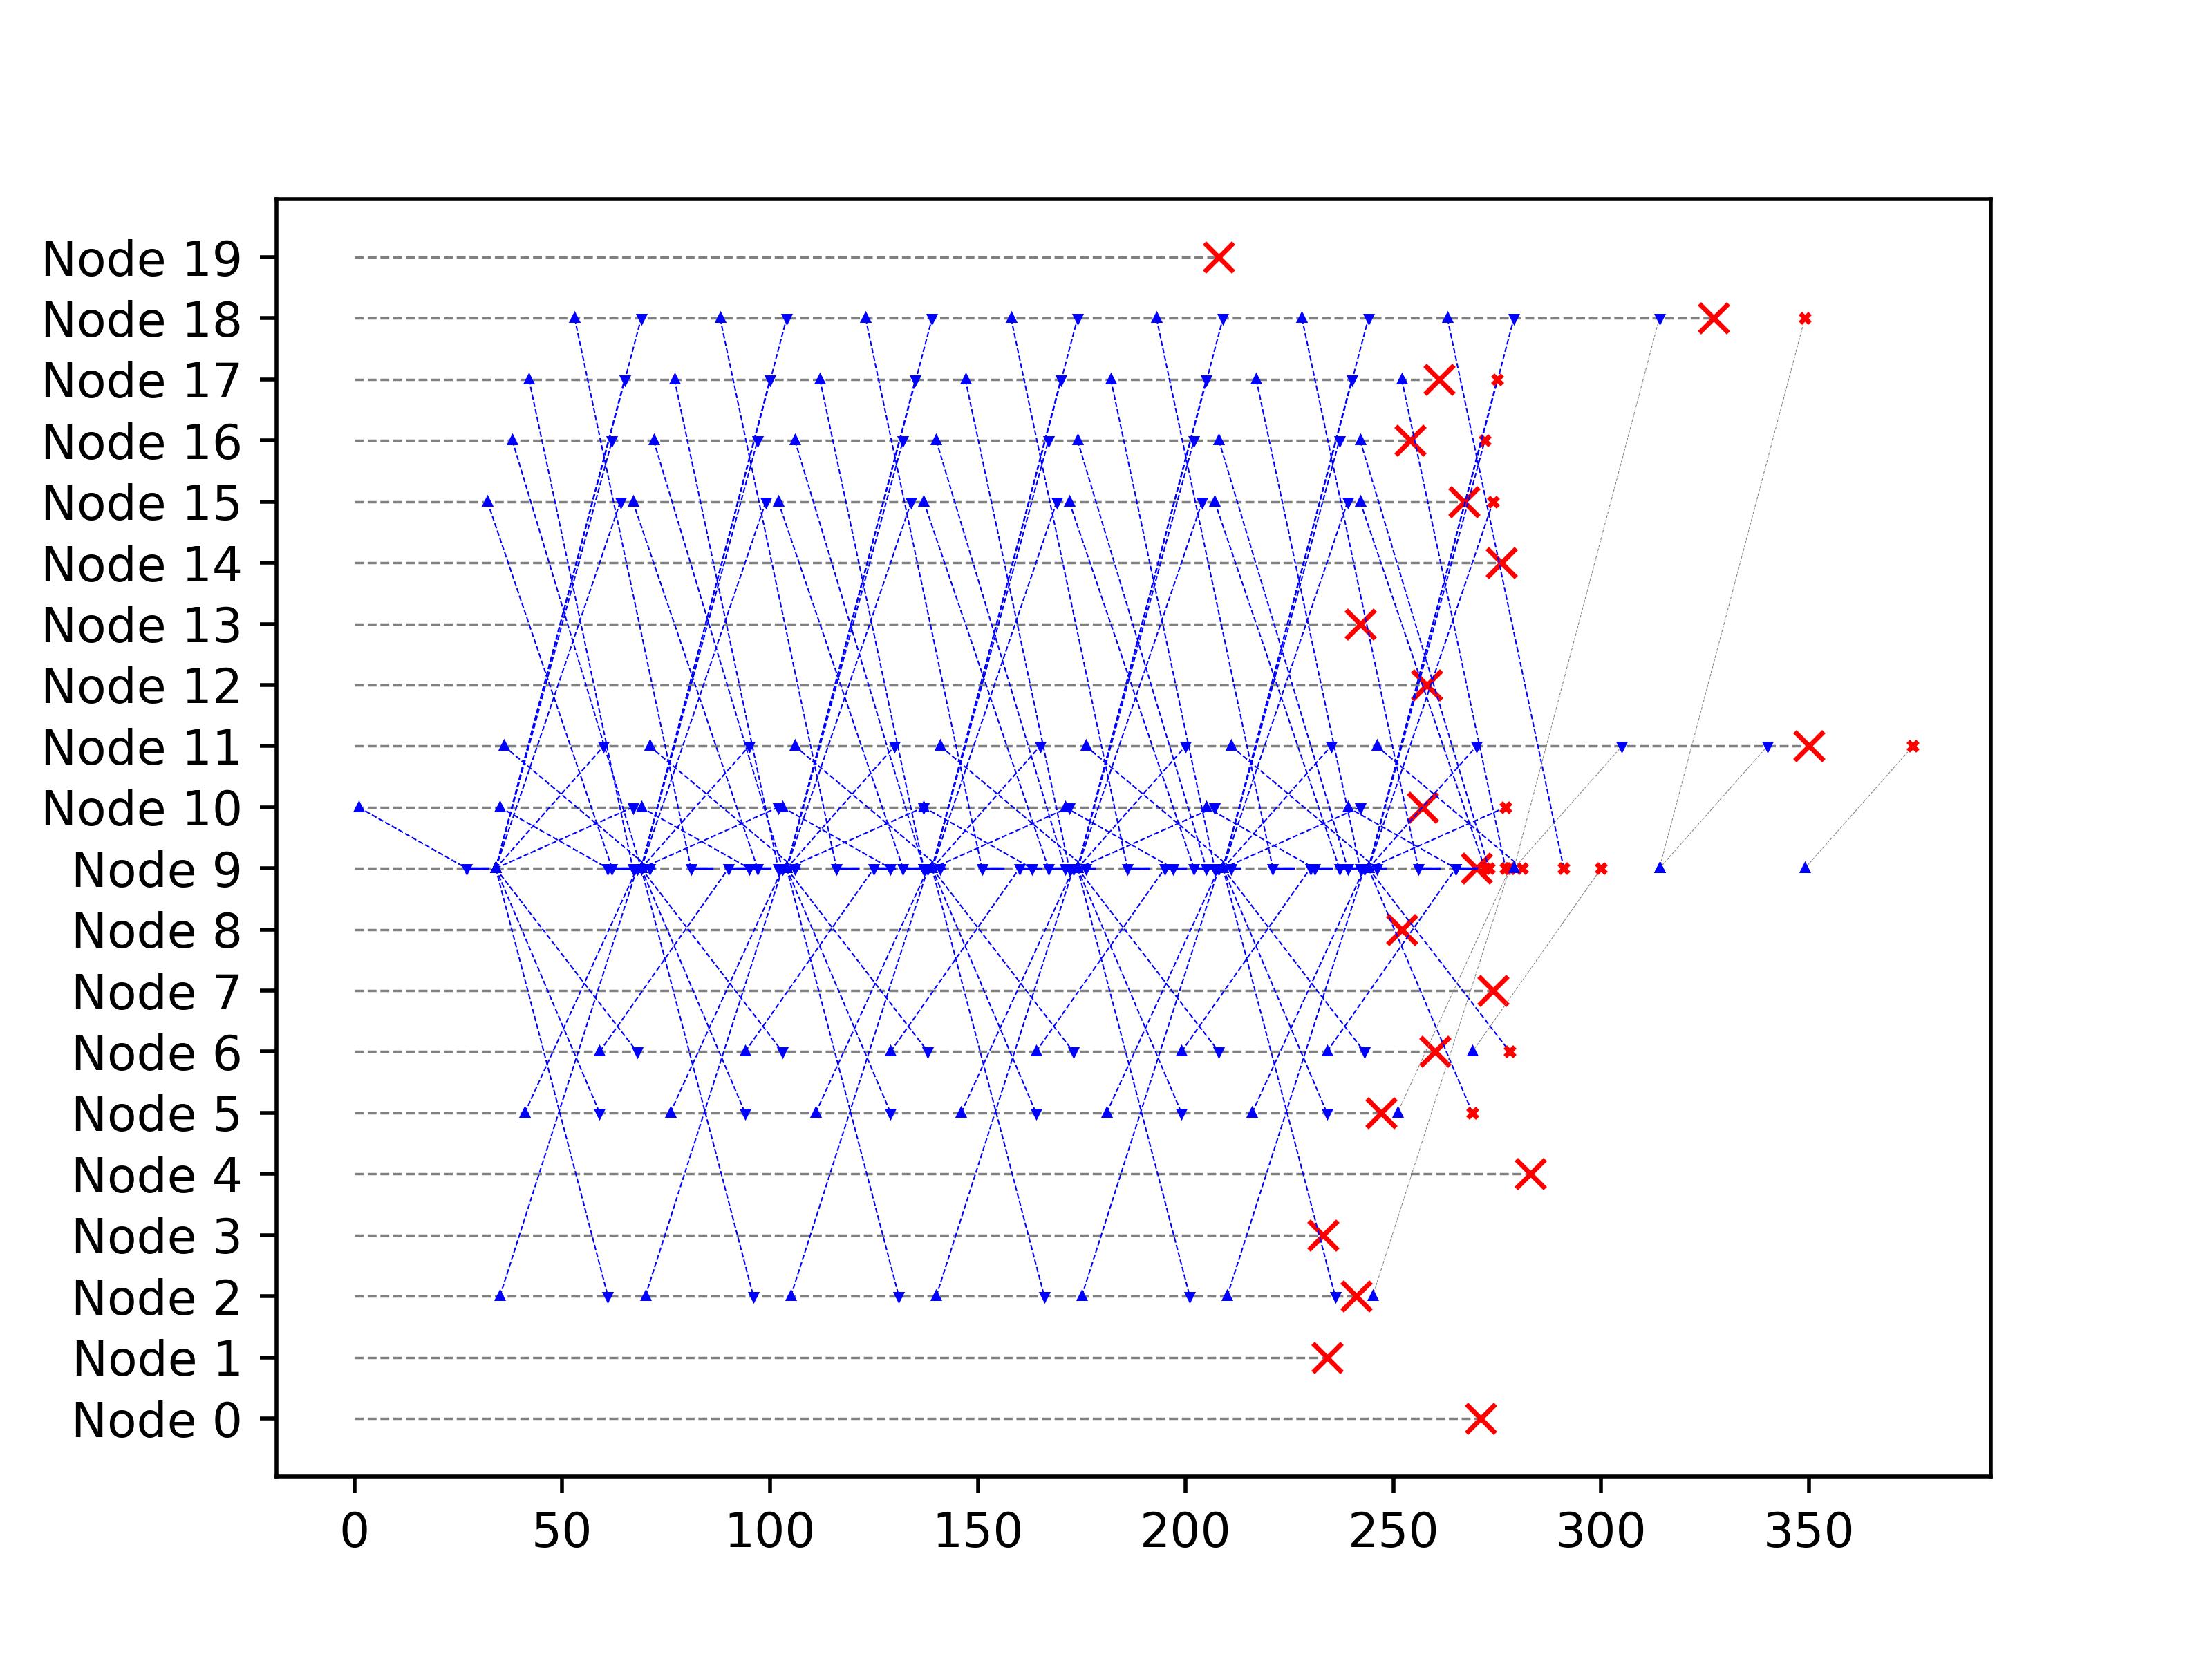 Node 19
Node 18
Node 17
Node 16
Node 15
Node 14
Node 13
Node 12
Node 11
Node 10
Node 9
Node 8
Node 7
Node 6
Node 5
Node 4
Node 3
Node 2
Node 1
Node 0
0 50 100 150 200 250 300 350